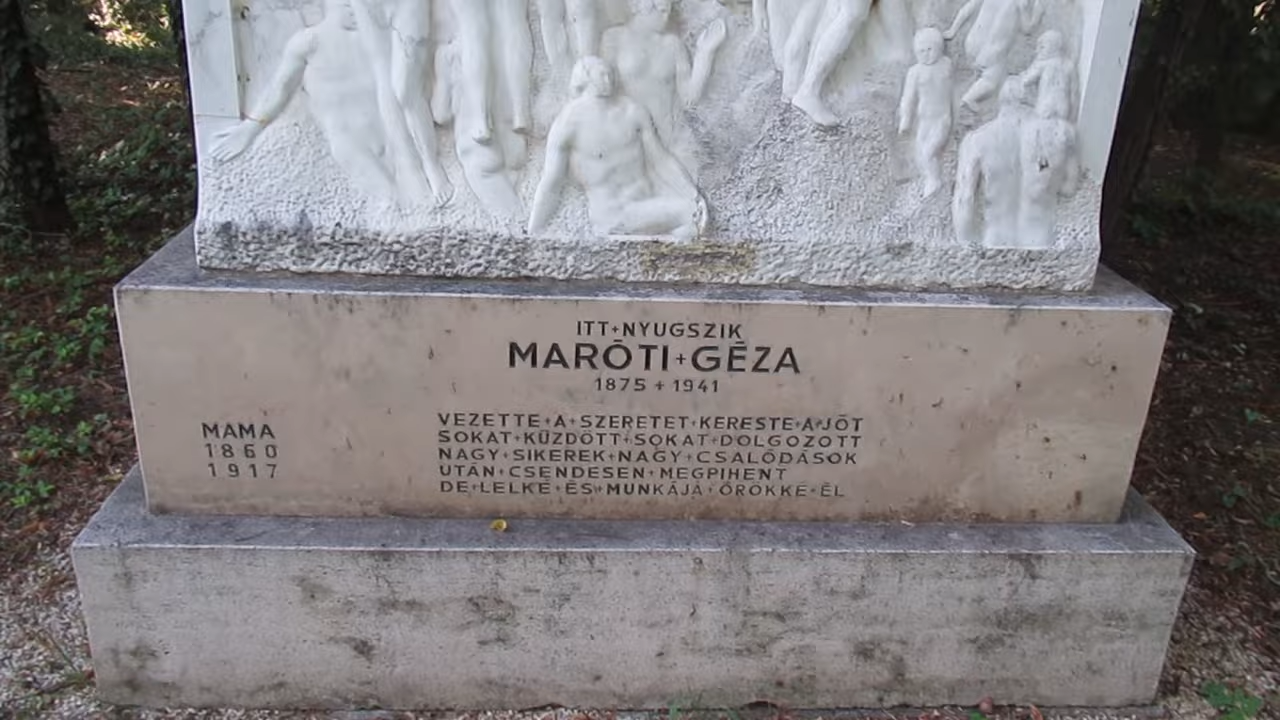 ITT+NYUGSZIK
MARÓTI+GÉZA
1875 + 1941
VEZETTE+A+SZERETET+KERESTE+A+JÓT
SOKAT+KÜZDÖTT+SOKAT+DOLGOZOTT
NAGY+SIKEREK+NAGY+CSALÓDÁSOK
UTÁN+CSENDESEN+MEGPIHENT
DE+LELKE+ÉS+MUNKÁJA+ÖRÖKKÉ+ÉL
MAMA
1860
1917